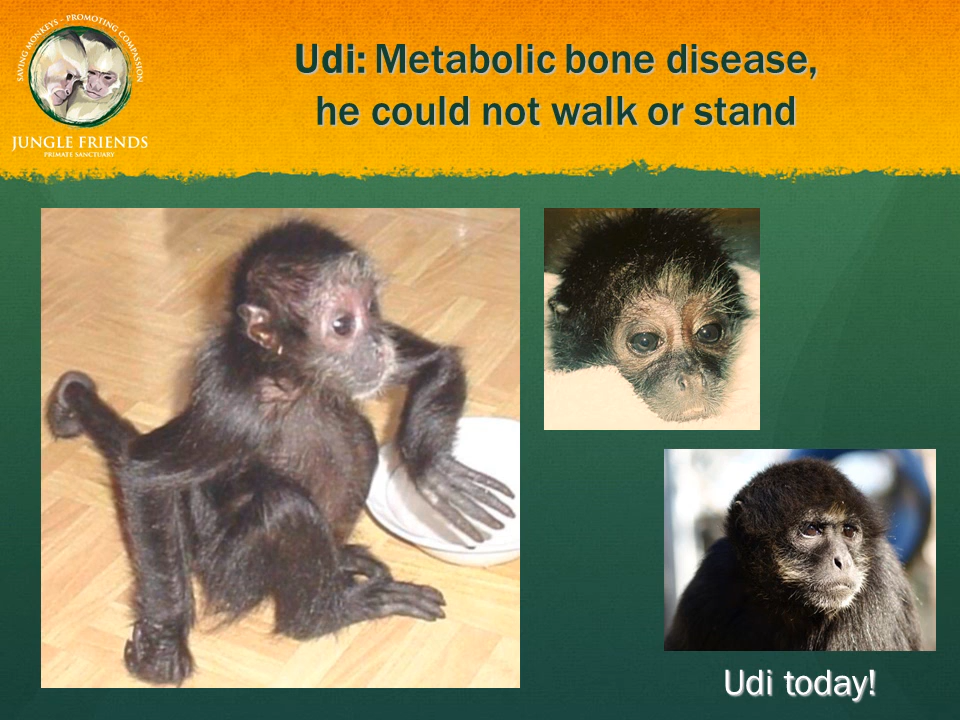 SAVING MONKEYS - PROMOTING COMPASSION
JUNGLE FRIENDS
PRIMATE SANCTUARY
Udi: Metabolic bone disease,
he could not walk or stand
Udi today!